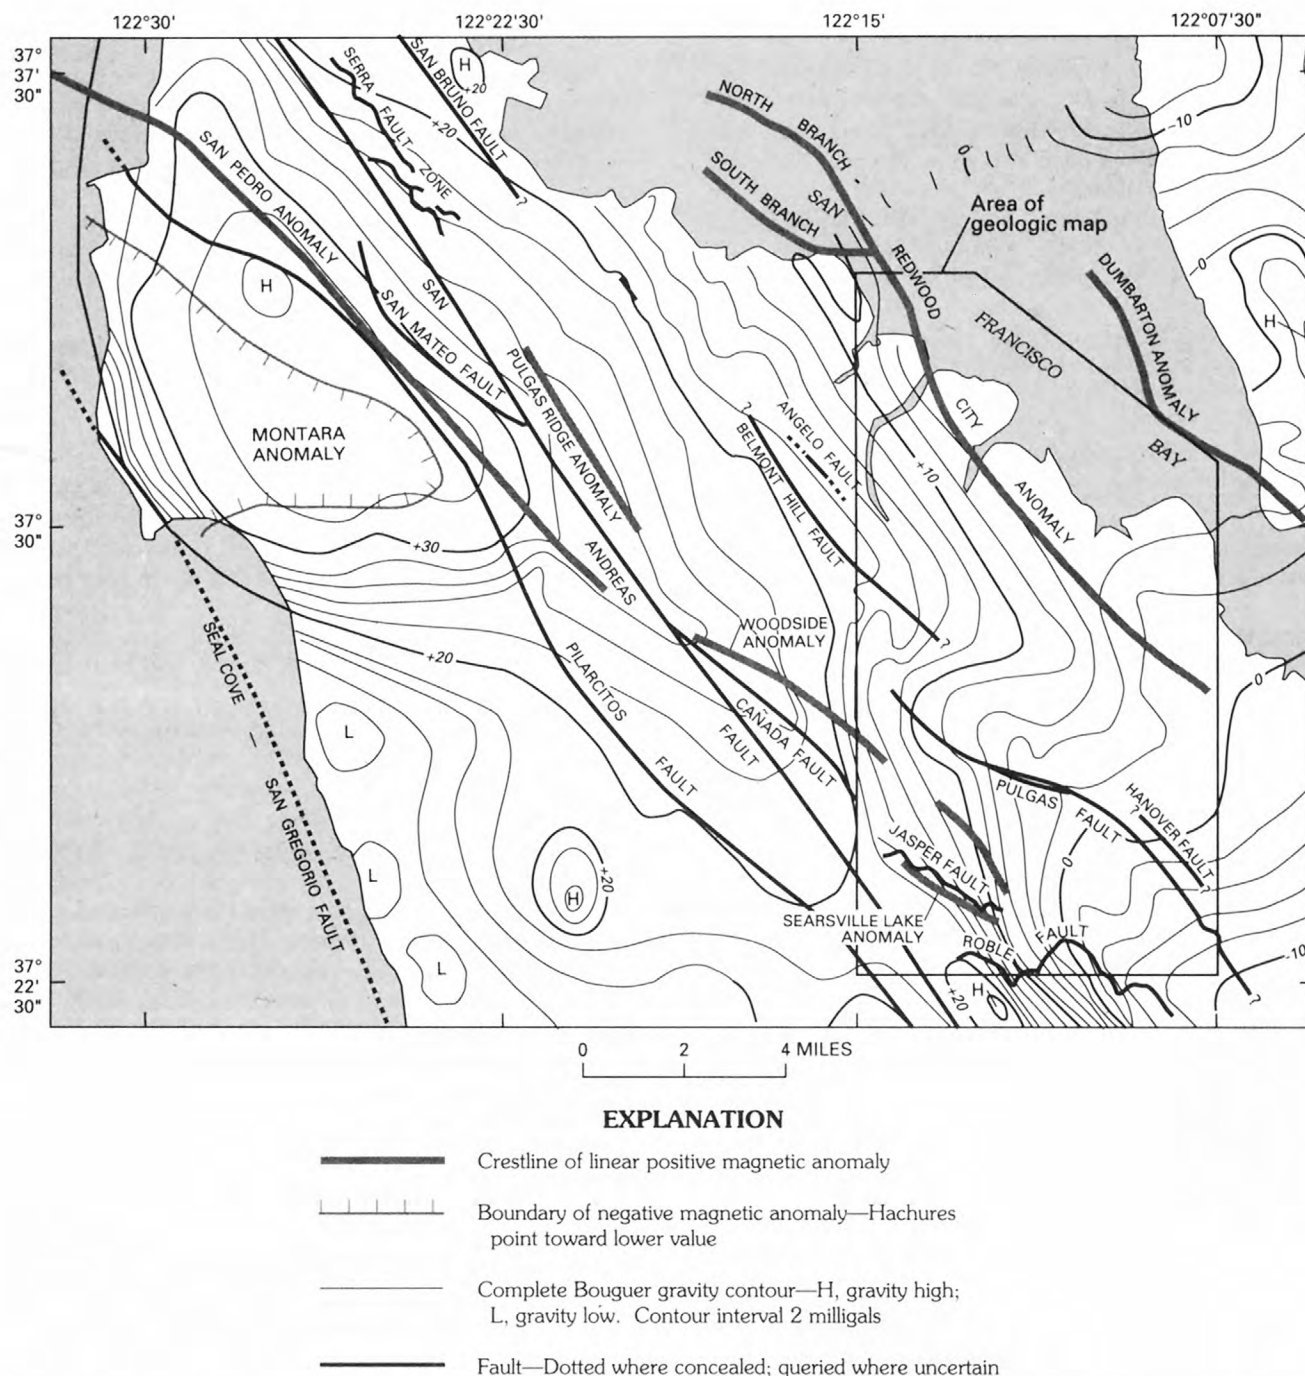 122°30' 122°22'30" 122°15' 122°07'30"
37°
37'
30"
H
+20
SAN BRUNO FAULT
SERRA FAULT ZONE
+20
?
NORTH BRANCH
SOUTH BRANCH
SAN
0
-10
Area of
geologic map
SAN PEDRO ANOMALY
H
SAN
SAN MATEO FAULT
REDWOOD
FRANCISCO
DUMBARTON ANOMALY
0
H
PULGAS RIDGE ANOMALY
MONTARA
ANOMALY
?
ANGELO FAULT
BELMONT HILL FAULT
CITY
BAY
+10
ANOMALY
37°
30"
+30
ANDREAS
WOODSIDE
ANOMALY
?
SEAL COVE
+20
PILARCITOS
0
CAÑADA FAULT
FAULT
L
–
SAN GREGORIO FAULT
FAULT
PULGAS
FAULT
HANOVER FAULT
?
?
JASPER FAULT
0
L
H
+20
SEARSVILLE LAKE
ANOMALY
ROBLE
FAULT
37°
22'
30"
L
H
+20
-10
?
0 2 4 MILES
EXPLANATION
Crestline of linear positive magnetic anomaly
Boundary of negative magnetic anomaly—Hachures
point toward lower value
Complete Bouguer gravity contour—H, gravity high;
L, gravity low. Contour interval 2 milligals
Fault—Dotted where concealed; queried where uncertain